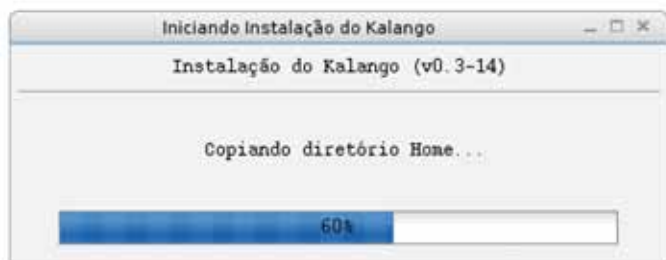 Iniciando Instalação do Kalango
Instalação do Kalango (v0.3-14)
Copiando diretório Home...
60%